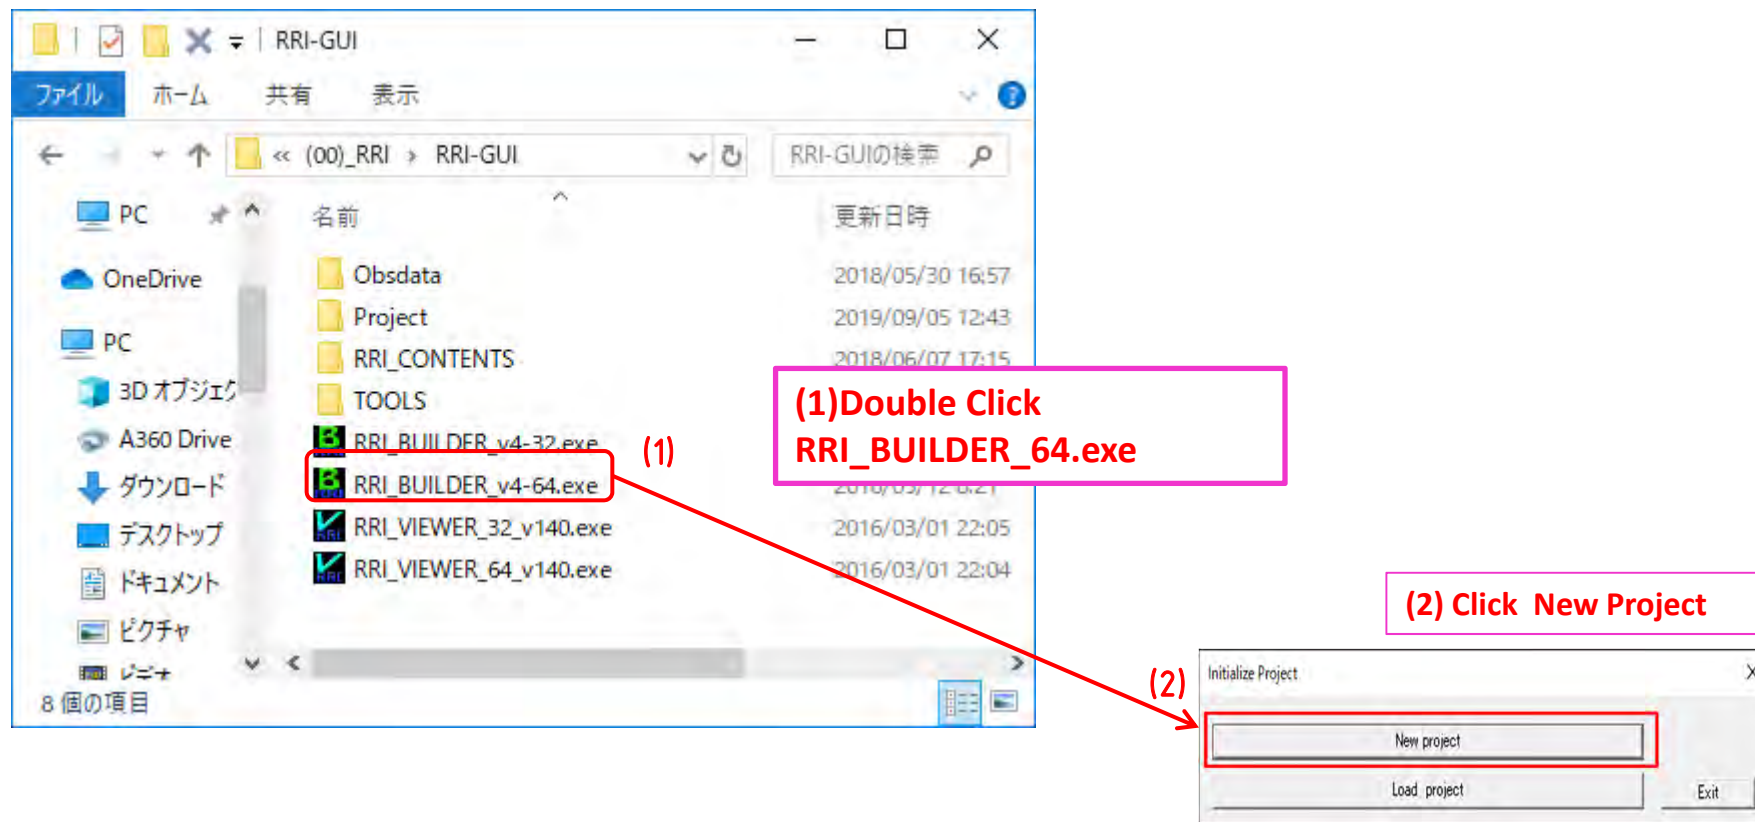 RRI-GUI
ファイル ホーム 共有 表示
« (00)_RRI › RRI-GUI
RRI-GUIの検索
PC
OneDrive
PC
3D オブジェク
A360 Drive
ダウンロード
デスクトップ
ドキュメント
ピクチャ
名前 更新日時
Obsdata 2018/05/30 16:57
Project 2019/09/05 12:43
RRI_CONTENTS 2018/06/07 17:15
TOOLS
RRI_BUILDER_v4-32.exe
RRI_BUILDER_v4-64.exe
RRI_VIEWER_32_v140.exe 2016/03/01 22:05
RRI_VIEWER_64_v140.exe 2016/03/01 22:04
8 個の項目
(1)
(1)Double Click
RRI_BUILDER_64.exe
(2) Click New Project
(2)
Initialize Project
New project
Load project
Exit